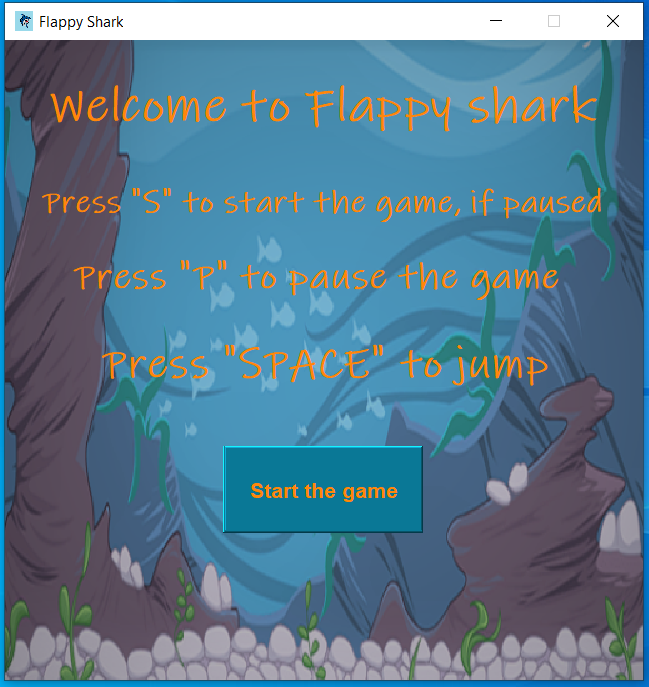 Flappy Shark
Welcome to Flappy shark
Press "S" to start the game, if paused
Press "P" to pause the game
Press "SPACE" to jump
Start the game